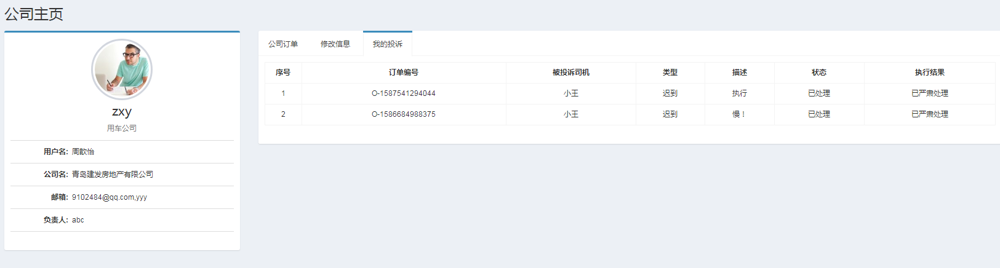 公司主页
zxy
用车公司
用户名: 周歆怡
公司名: 青岛建发房地产有限公司
邮箱: 9102484@qq.com,yyy
负责人: abc
公司订单 修改信息 我的投诉
序号 订单编号 被投诉司机 类型 描述 状态 执行结果
1 O-1587541294044 小王 迟到 执行 已处理 已严肃处理
2 O-1586684988375 小王 迟到 慢！ 已处理 已严肃处理